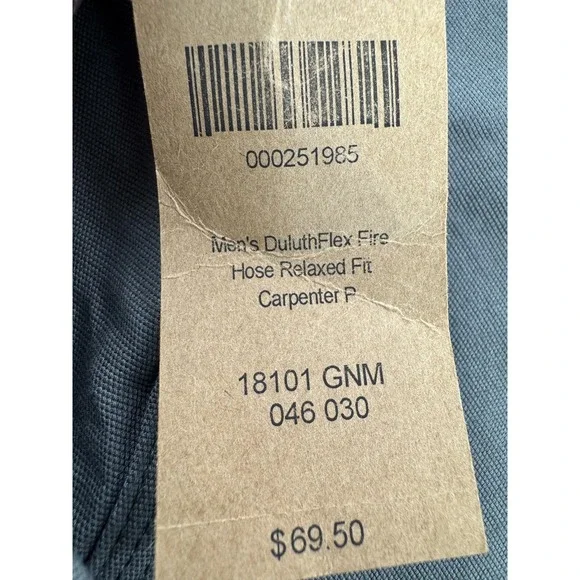 000251985
Men's DuluthFlex Fire
Hose Relaxed Fit
Carpenter P
18101 GNM
046 030
$69.50